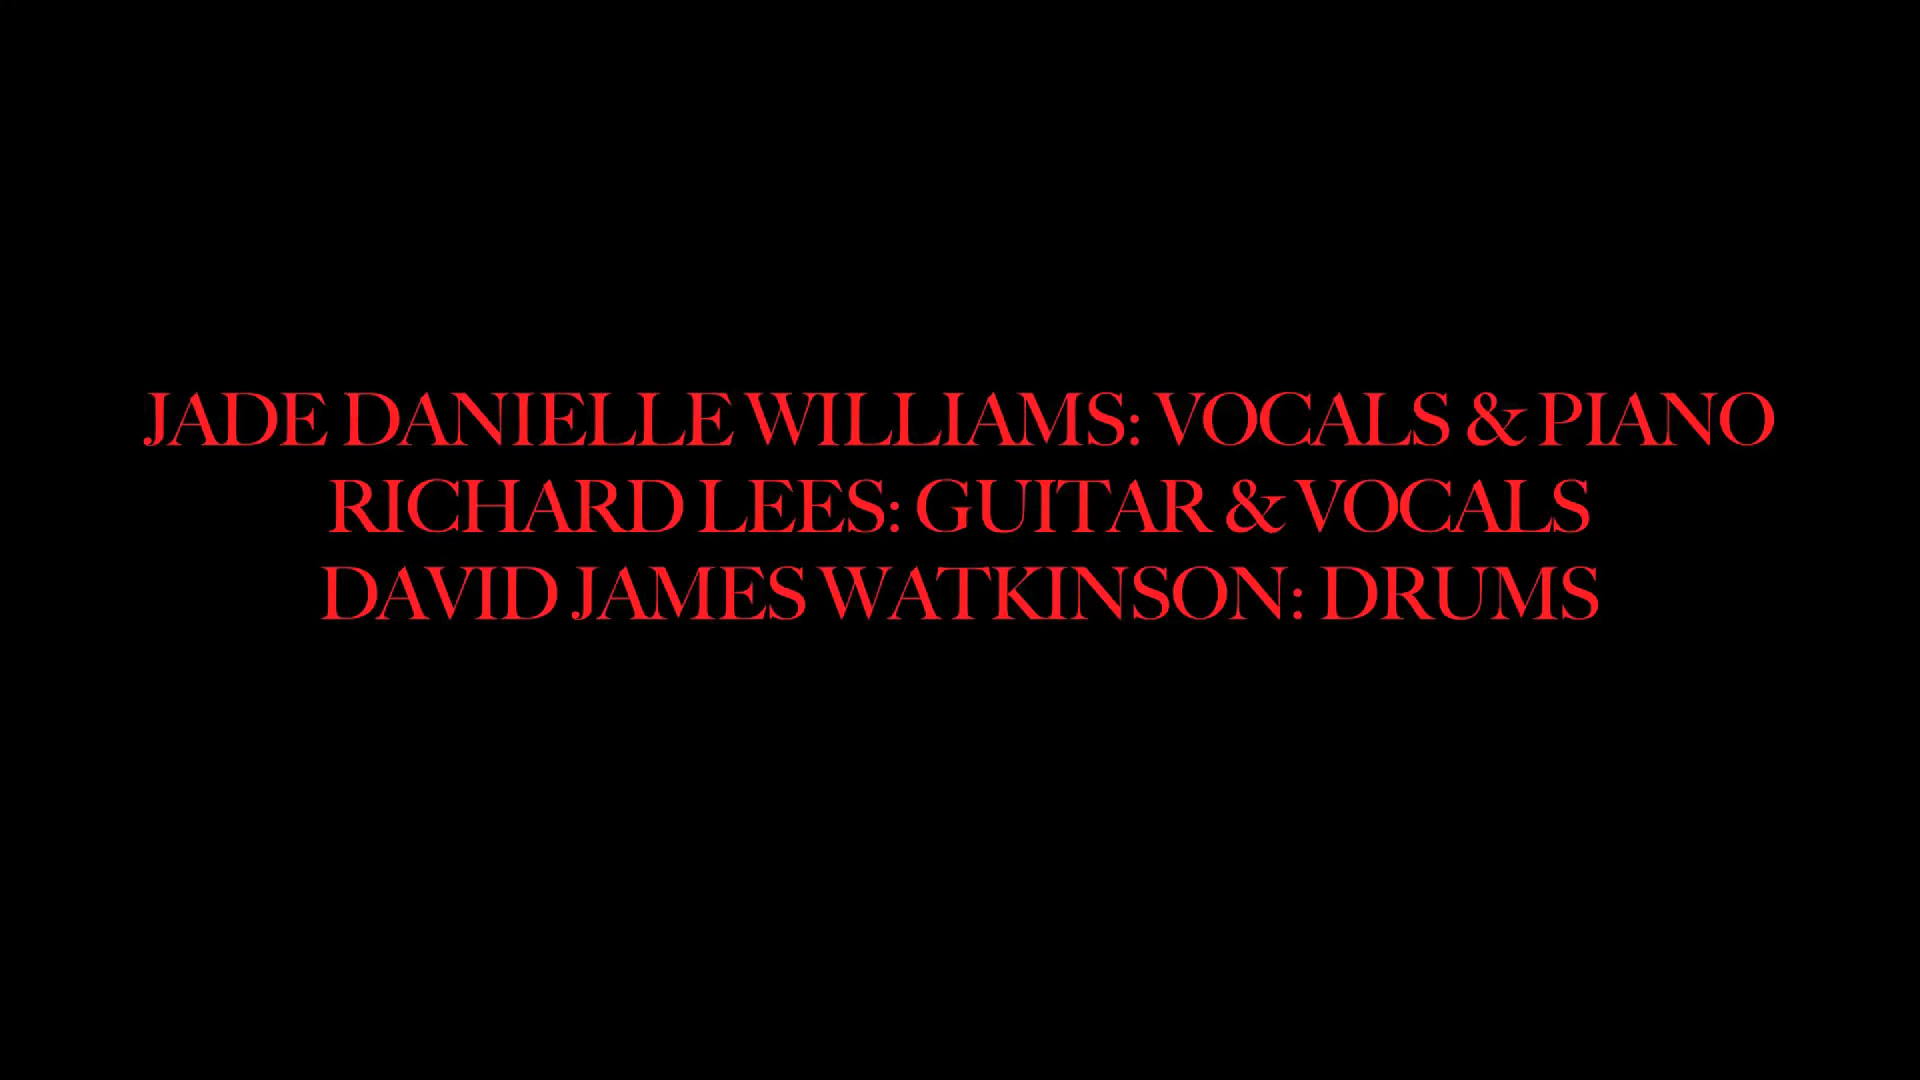 JADE DANIELLE WILLIAMS: VOCALS & PIANO
RICHARD LEES: GUITAR & VOCALS
DAVID JAMES WATKINSON: DRUMS